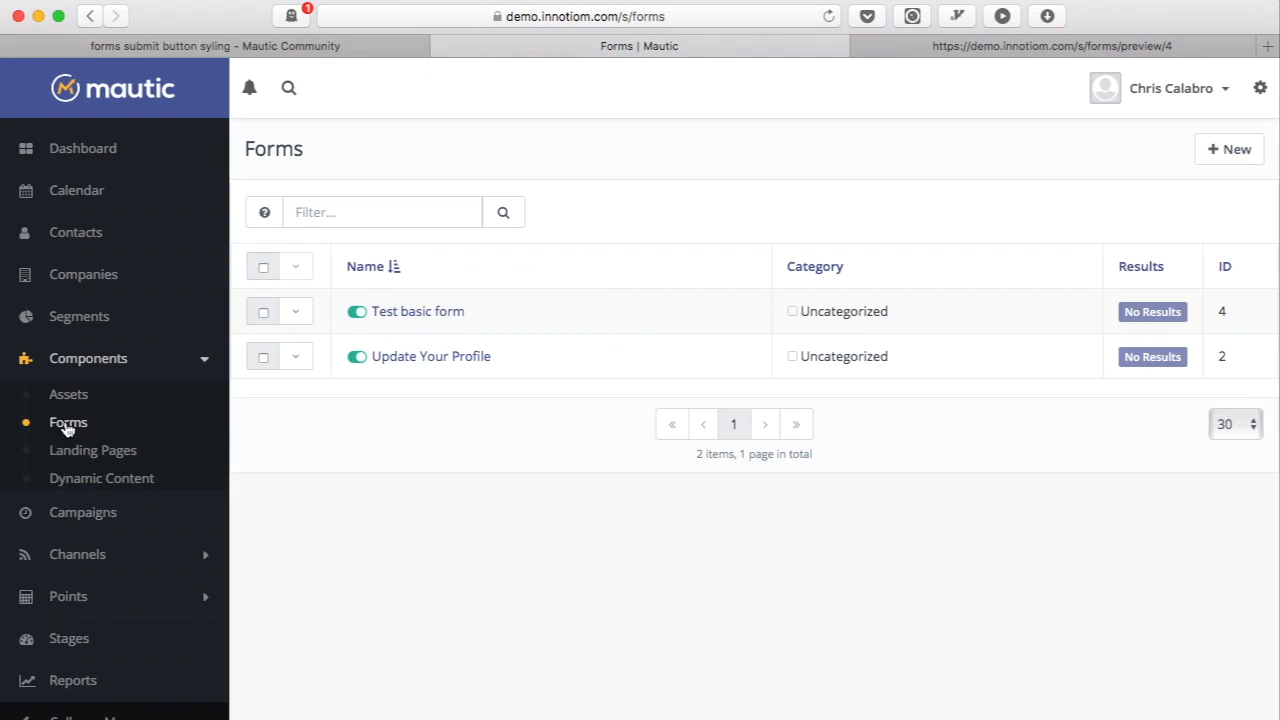 1
demo.innotiom.com/s/forms
forms submit button syling - Mautic Community
Forms | Mautic
https://demo.innotiom.com/s/forms/preview/4
mautic
Chris Calabro
Dashboard
Calendar
Contacts
Companies
Segments
Components
Assets
Forms
Landing Pages
Dynamic Content
Campaigns
Channels
Points
Stages
Reports
Forms
+ New
Filter...
Name
Category
Results
ID
Test basic form
Uncategorized
No Results
4
Update Your Profile
Uncategorized
No Results
2
« ‹ 1 › »
30
2 items, 1 page in total